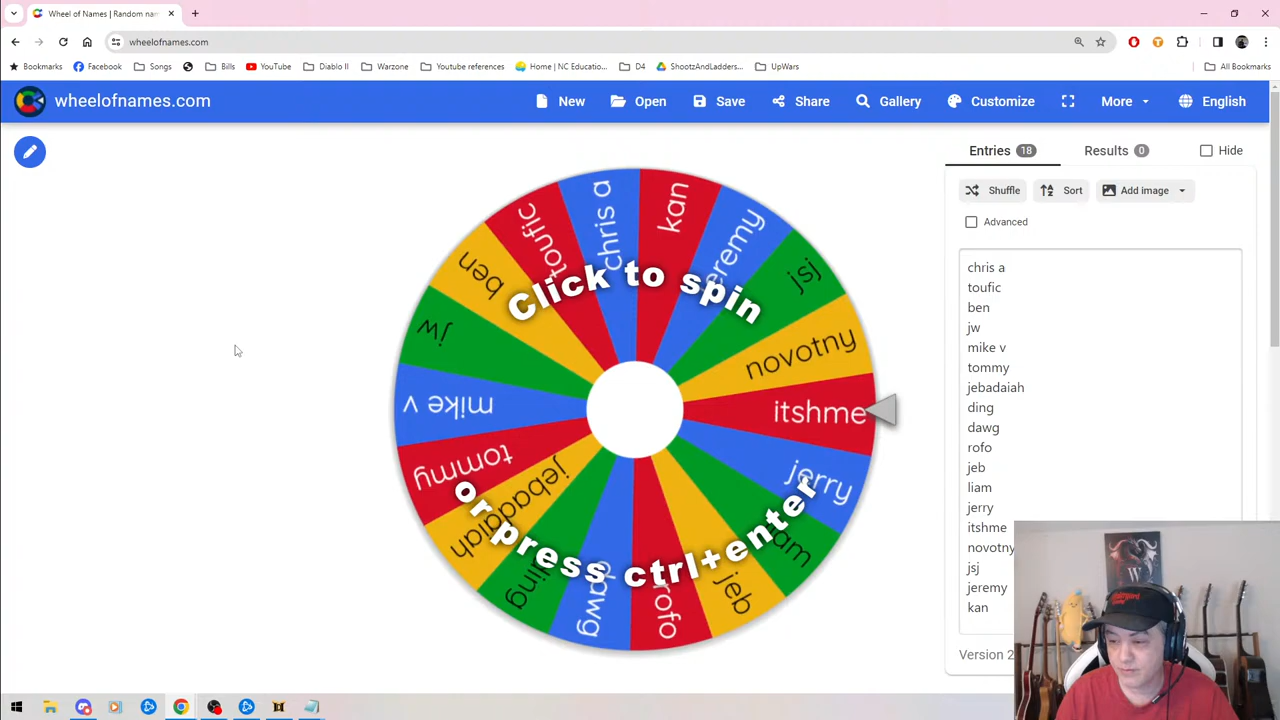 Wheel of Names | Random nam
wheelofnames.com
Bookmarks Facebook Songs Bills YouTube Diablo II Warzone Youtube references Home | NC Educatio... D4 ShootzAndLadders... UpWars All Bookmarks
wheelofnames.com New Open Save Share Gallery Customize More English
Entries 18 Results 0 Hide
Shuffle Sort Add image
Advanced
chris a
toufic
ben
jw
mike v
tommy
jebadaiah
ding
dawg
rofo
jeb
liam
jerry
itshme
novotny
jsj
jeremy
kan
Version 2
Click to spin
or press ctrl+enter
chris a
kan
jeremy
jsj
novotny
itshme
jerry
liam
jeb
rofo
dawg
ding
jebadaiah
tommy
mike v
jw
ben
toufic
W